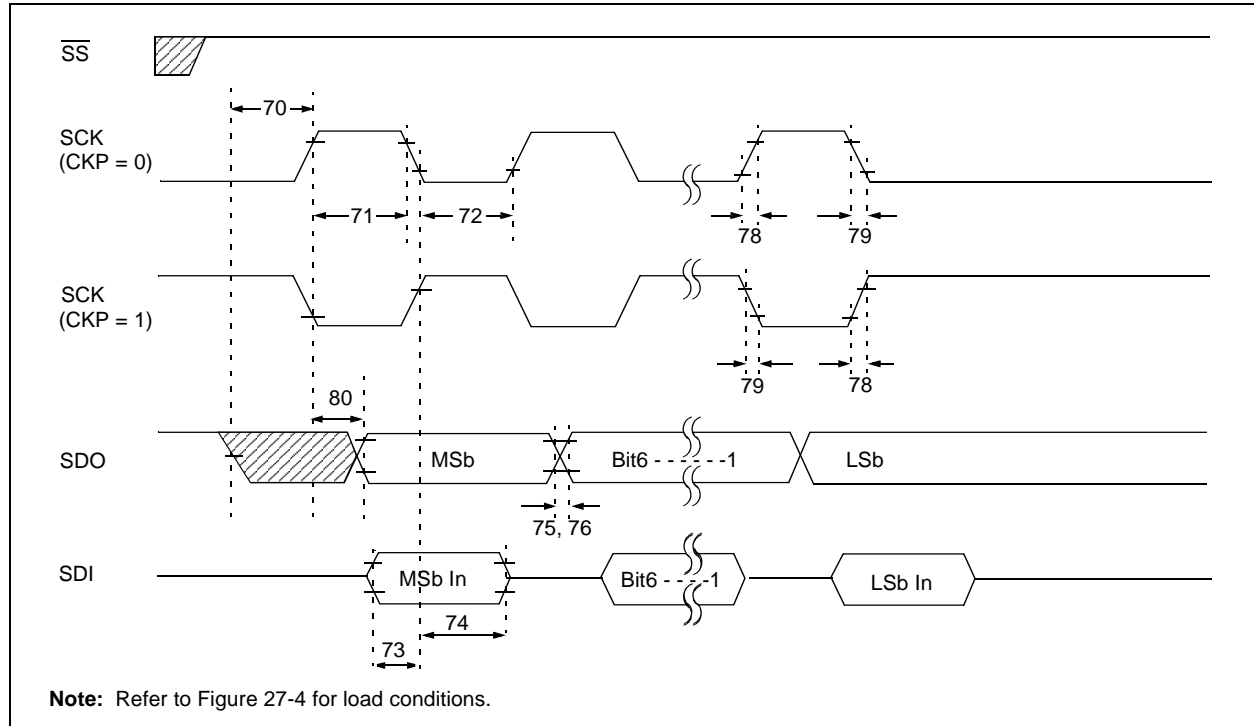 SS
70
SCK
(CKP = 0)
71
72
78
79
SCK
(CKP = 1)
79
78
80
SDO
MSb
Bit6 - - - - - -1
LSb
75, 76
SDI
MSb In
Bit6 - - - - -1
LSb In
74
73
Note: Refer to Figure 27-4 for load conditions.